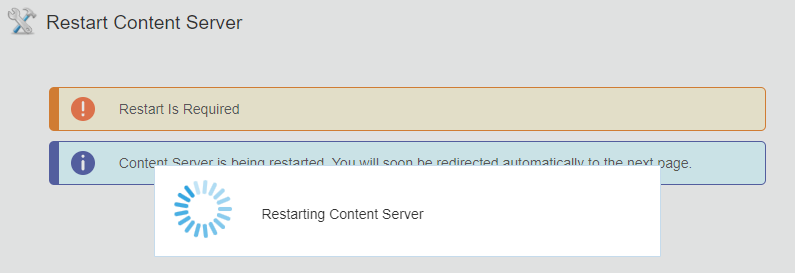 Restart Content Server
Restart Is Required
Content Server is being restarted. You will soon be redirected automatically to the next page.
Restarting Content Server